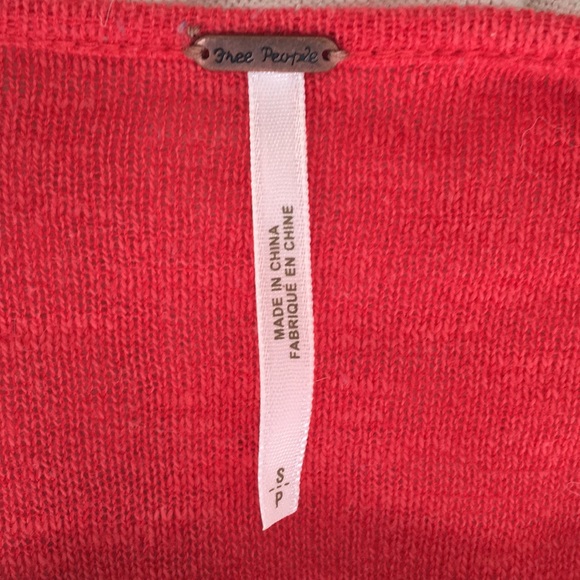 Free People
MADE IN CHINA
FABRIQUÉ EN CHINE
S¦P